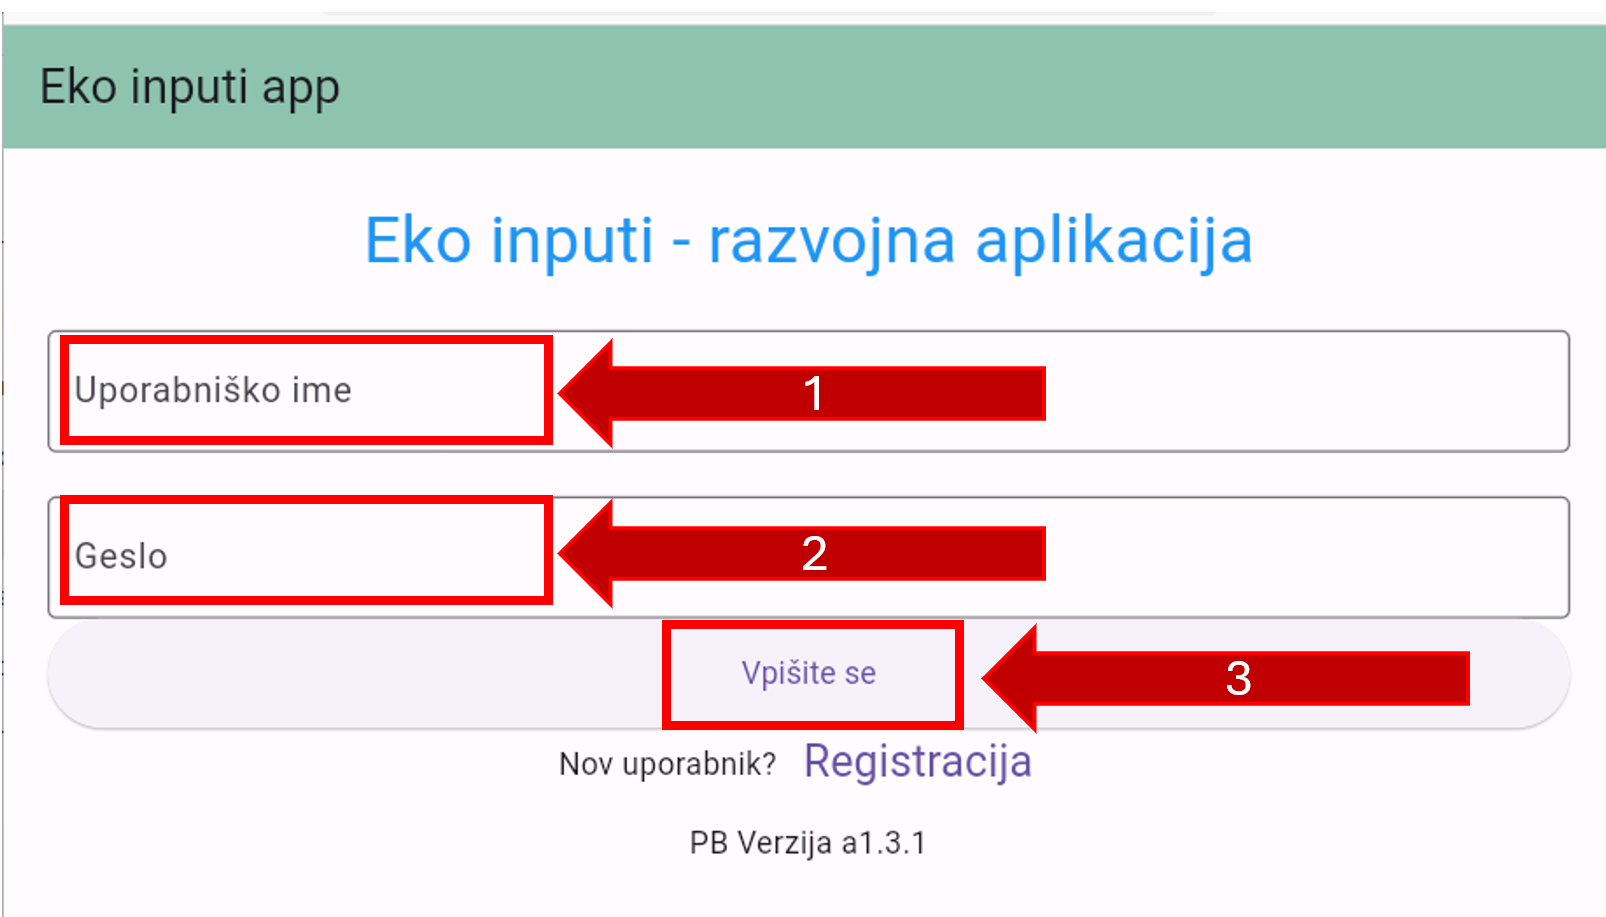 Eko inputi app
Eko inputi - razvojna aplikacija
Uporabniško ime
1
Geslo
2
Vpišite se
3
Nov uporabnik? Registracija
PB Verzija a1.3.1